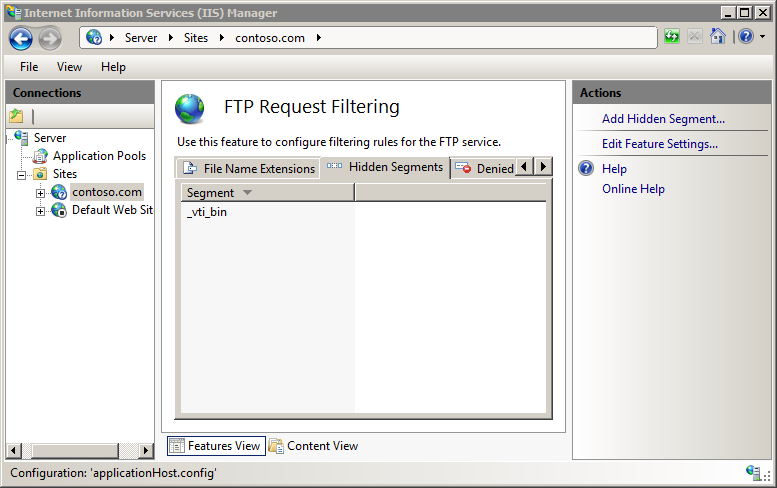 Internet Information Services (IIS) Manager
Server Sites contoso.com
File View Help
Connections
Server
Application Pools
Sites
contoso.com
Default Web Sit
FTP Request Filtering
Use this feature to configure filtering rules for the FTP service.
File Name Extensions Hidden Segments Denied
Segment
_vti_bin
Features View Content View
Actions
Add Hidden Segment...
Edit Feature Settings...
Help
Online Help
Configuration: 'applicationHost.config'